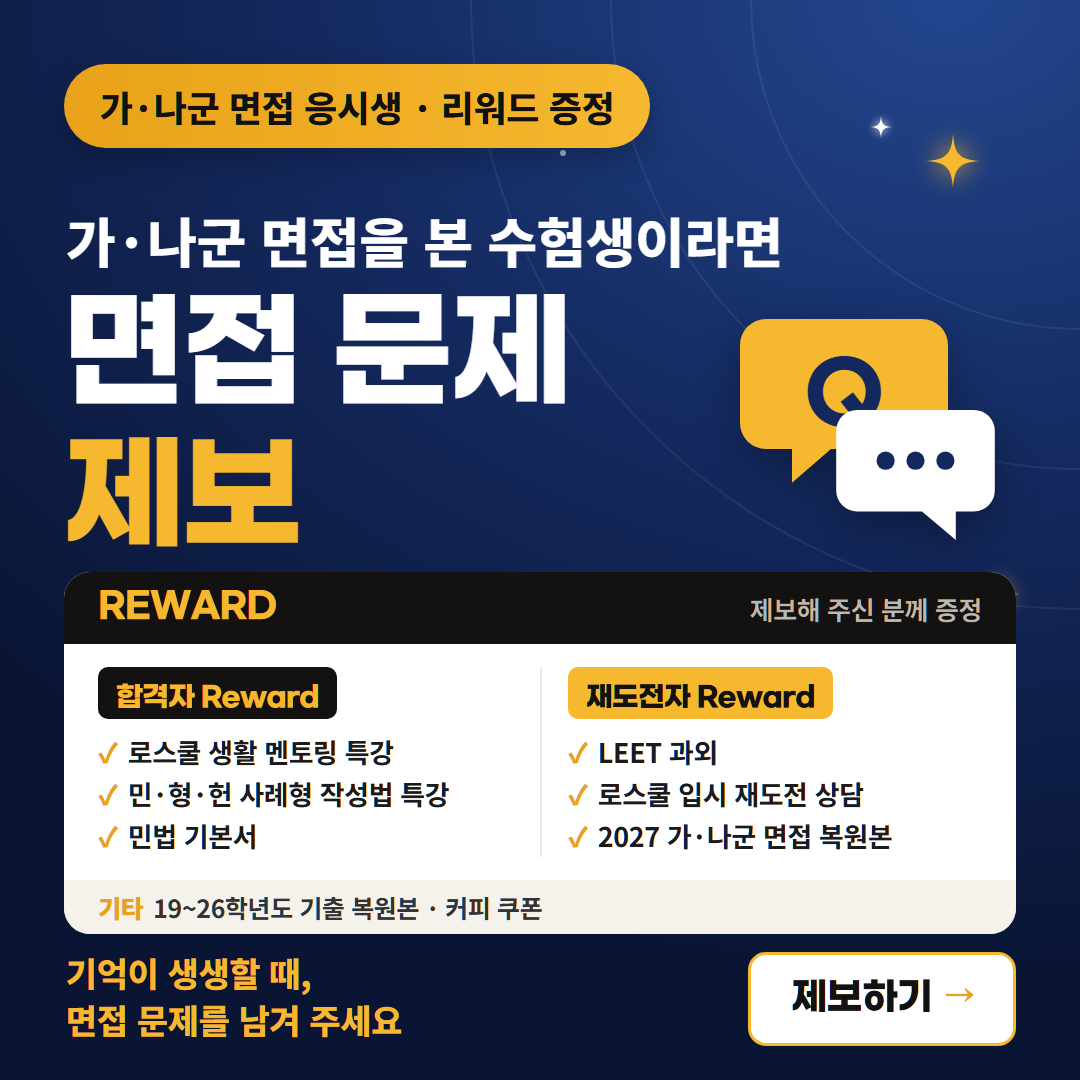 가·나군 면접 응시생 · 리워드 증정
가·나군 면접을 본 수험생이라면
면접 문제
제보
Q
REWARD
제보해 주신 분께 증정
합격자 Reward
✓ 로스쿨 생활 멘토링 특강
✓ 민·형·헌 사례형 작성법 특강
✓ 민법 기본서
재도전자 Reward
✓ LEET 과외
✓ 로스쿨 입시 재도전 상담
✓ 2027 가·나군 면접 복원본
기타 19~26학년도 기출 복원본 · 커피 쿠폰
기억이 생생할 때,
면접 문제를 남겨 주세요
제보하기 →